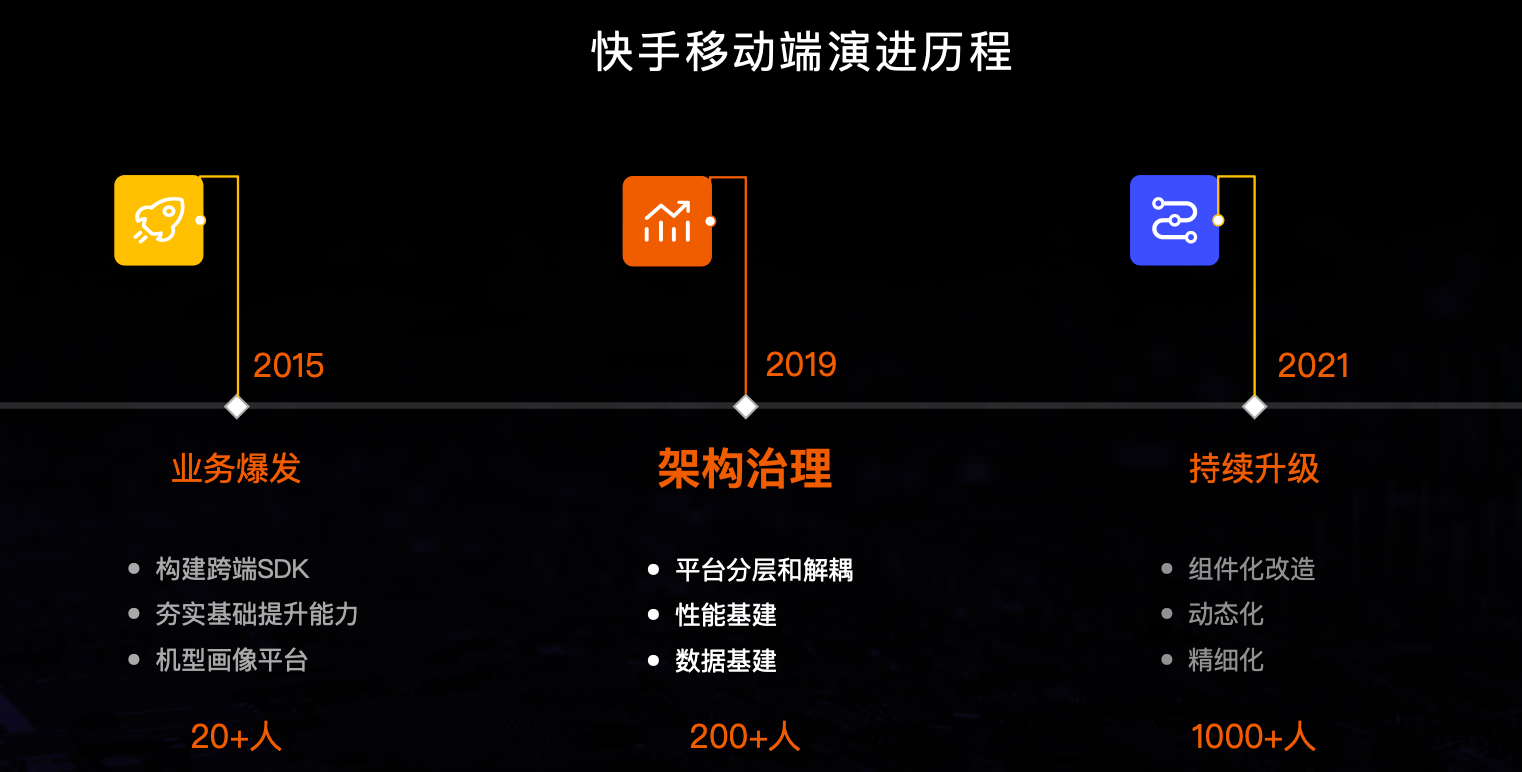 快手移动端演进历程
2015
2019
2021
业务爆发
架构治理
持续升级
构建跨端SDK
夯实基础提升能力
机型画像平台
平台分层和解耦
性能基建
数据基建
组件化改造
动态化
精细化
20+人
200+人
1000+人